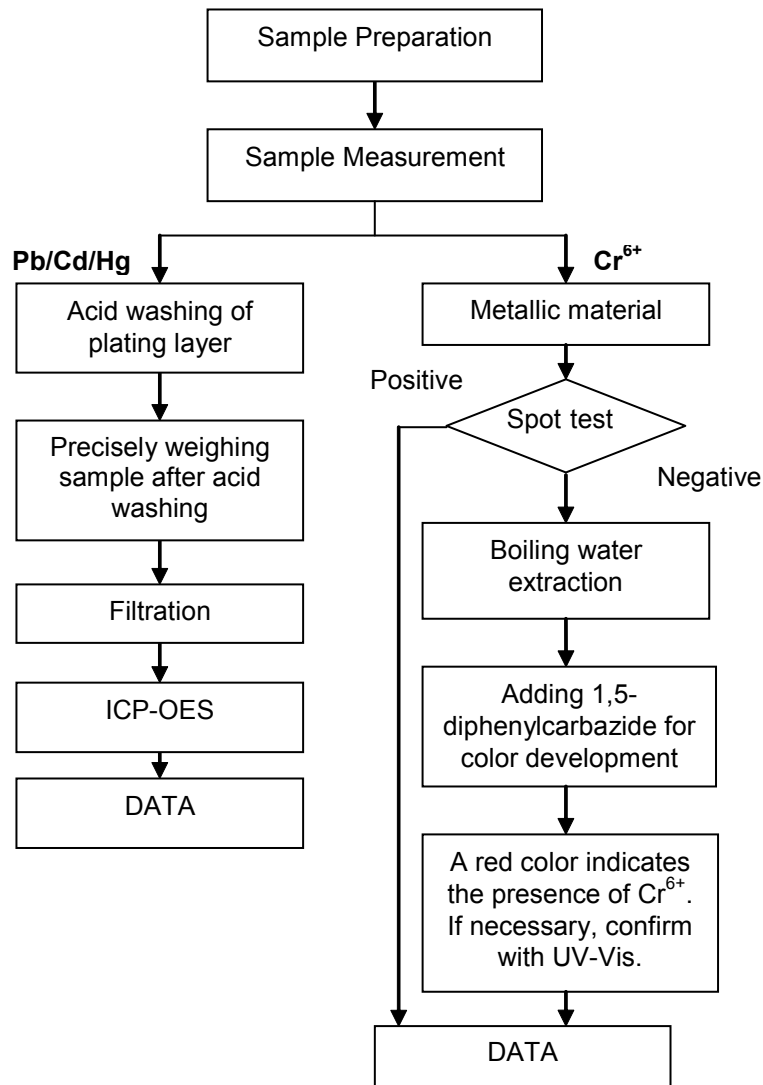 Sample Preparation
Sample Measurement
Pb/Cd/Hg
Acid washing of
plating layer
Precisely weighing
sample after acid
washing
Filtration
ICP-OES
DATA
Cr⁶⁺
Metallic material
Positive
Spot test
Negative
Boiling water
extraction
Adding 1,5-
diphenylcarbazide for
color development
A red color indicates
the presence of Cr⁶⁺.
If necessary, confirm
with UV-Vis.
DATA